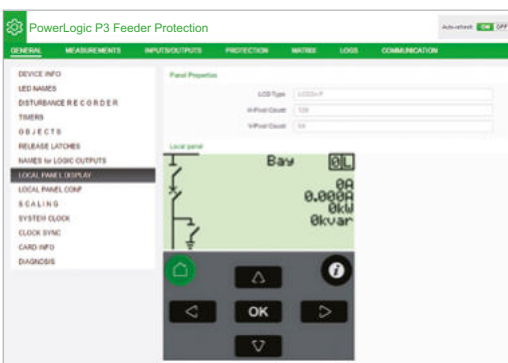 PowerLogic P3 Feeder Protection
Auto-refresh ON OFF
GENERAL MEASUREMENTS INPUTS/OUTPUTS PROTECTION MATRIX LOGS COMMUNICATION
DEVICE INFO
LED NAMES
DISTURBANCE RECORDER
TIMERS
OBJECTS
RELEASE LATCHES
NAMES for LOGIC OUTPUTS
LOCAL PANEL DISPLAY
LOCAL PANEL CONF
SCALING
SYSTEM CLOCK
CLOCK SYNC
CARD INFO
DIAGNOSIS
Panel Properties
LCD Type
H-Pixel Count 128
V-Pixel Count 64
Local panel
Bay 0 L
0A
0.000A
0kW
0kvar
i
OK